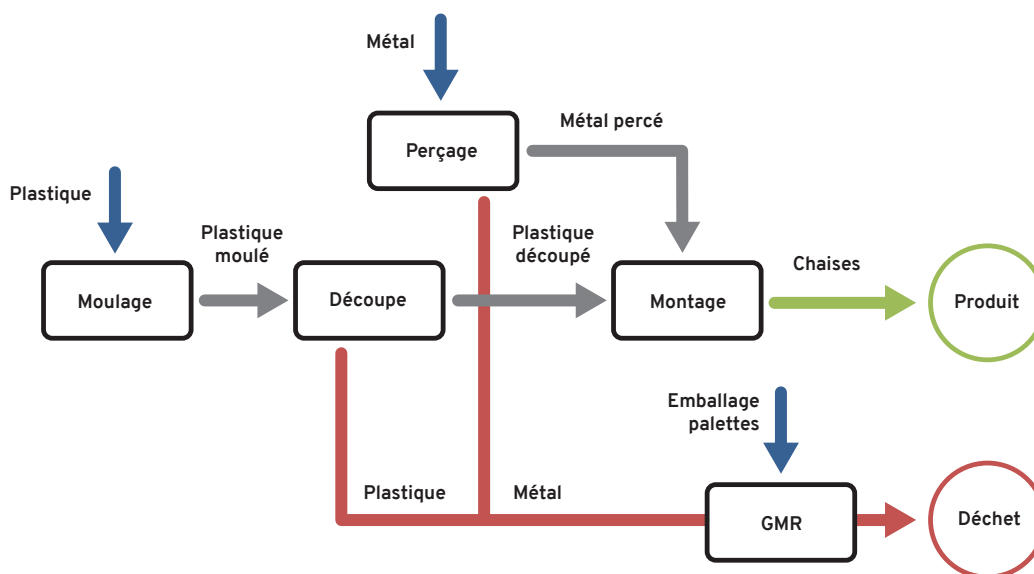 Métal
Perçage
Métal percé
Plastique
Plastique
moulé
Plastique
découpé
Chaises
Moulage
Découpe
Montage
Produit
Emballage
palettes
Plastique
Métal
GMR
Déchet